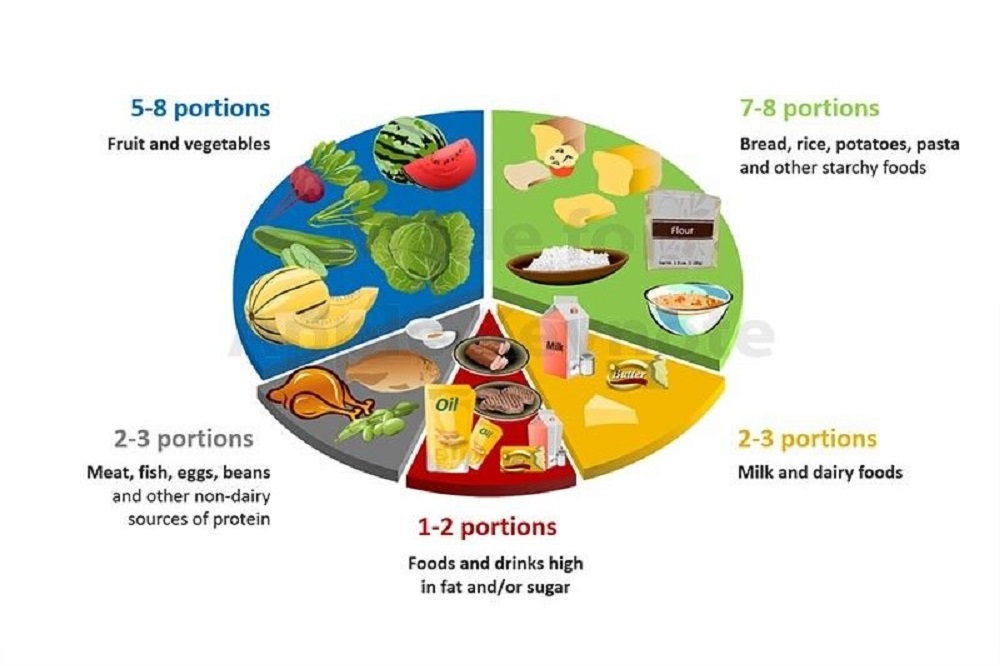 5-8 portions
Fruit and vegetables
7-8 portions
Bread, rice, potatoes, pasta
and other starchy foods
Flour
Milk
Butter
Oil
Oil
2-3 portions
Meat, fish, eggs, beans
and other non-dairy
sources of protein
2-3 portions
Milk and dairy foods
1-2 portions
Foods and drinks high
in fat and/or sugar